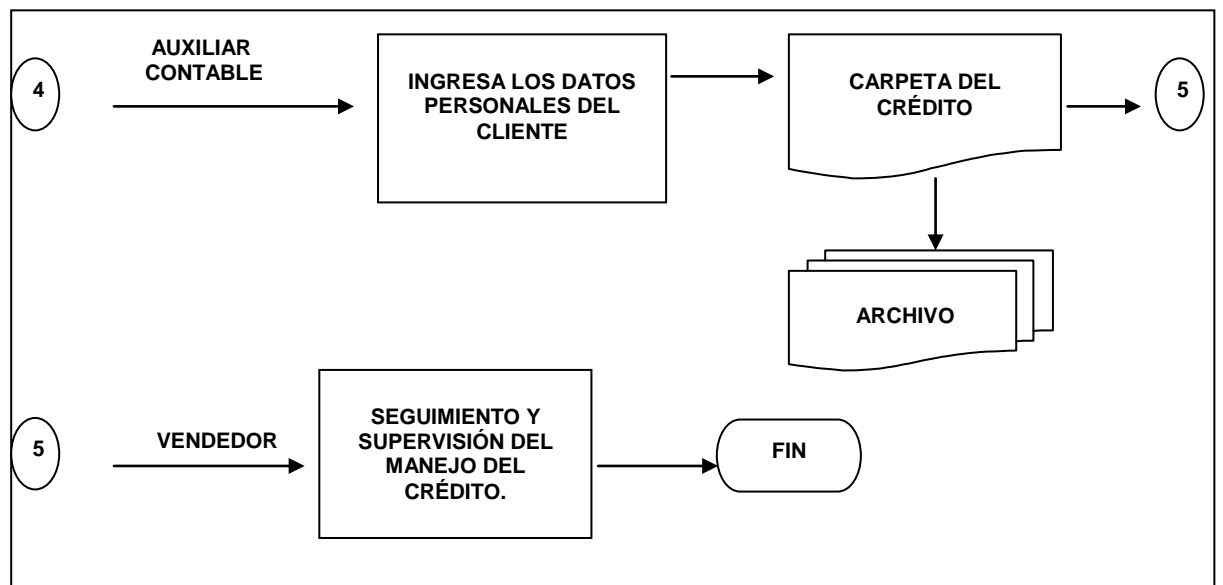 4
AUXILIAR
CONTABLE
INGRESA LOS DATOS
PERSONALES DEL
CLIENTE
CARPETA DEL
CRÉDITO
5
ARCHIVO
5
VENDEDOR
SEGUIMIENTO Y
SUPERVISIÓN DEL
MANEJO DEL
CRÉDITO.
FIN